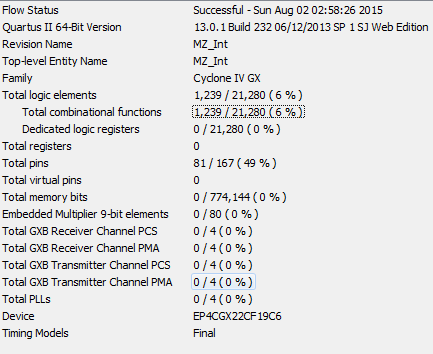 Flow Status Successful - Sun Aug 02 02:58:26 2015
Quartus II 64-Bit Version 13.0.1 Build 232 06/12/2013 SP 1 SJ Web Edition
Revision Name MZ_Int
Top-level Entity Name MZ_Int
Family Cyclone IV GX
Total logic elements 1,239 / 21,280 ( 6 % )
Total combinational functions 1,239 / 21,280 ( 6 % )
Dedicated logic registers 0 / 21,280 ( 0 % )
Total registers 0
Total pins 81 / 167 ( 49 % )
Total virtual pins 0
Total memory bits 0 / 774,144 ( 0 % )
Embedded Multiplier 9-bit elements 0 / 80 ( 0 % )
Total GXB Receiver Channel PCS 0 / 4 ( 0 % )
Total GXB Receiver Channel PMA 0 / 4 ( 0 % )
Total GXB Transmitter Channel PCS 0 / 4 ( 0 % )
Total GXB Transmitter Channel PMA 0 / 4 ( 0 % )
Total PLLs 0 / 4 ( 0 % )
Device EP4CGX22CF19C6
Timing Models Final